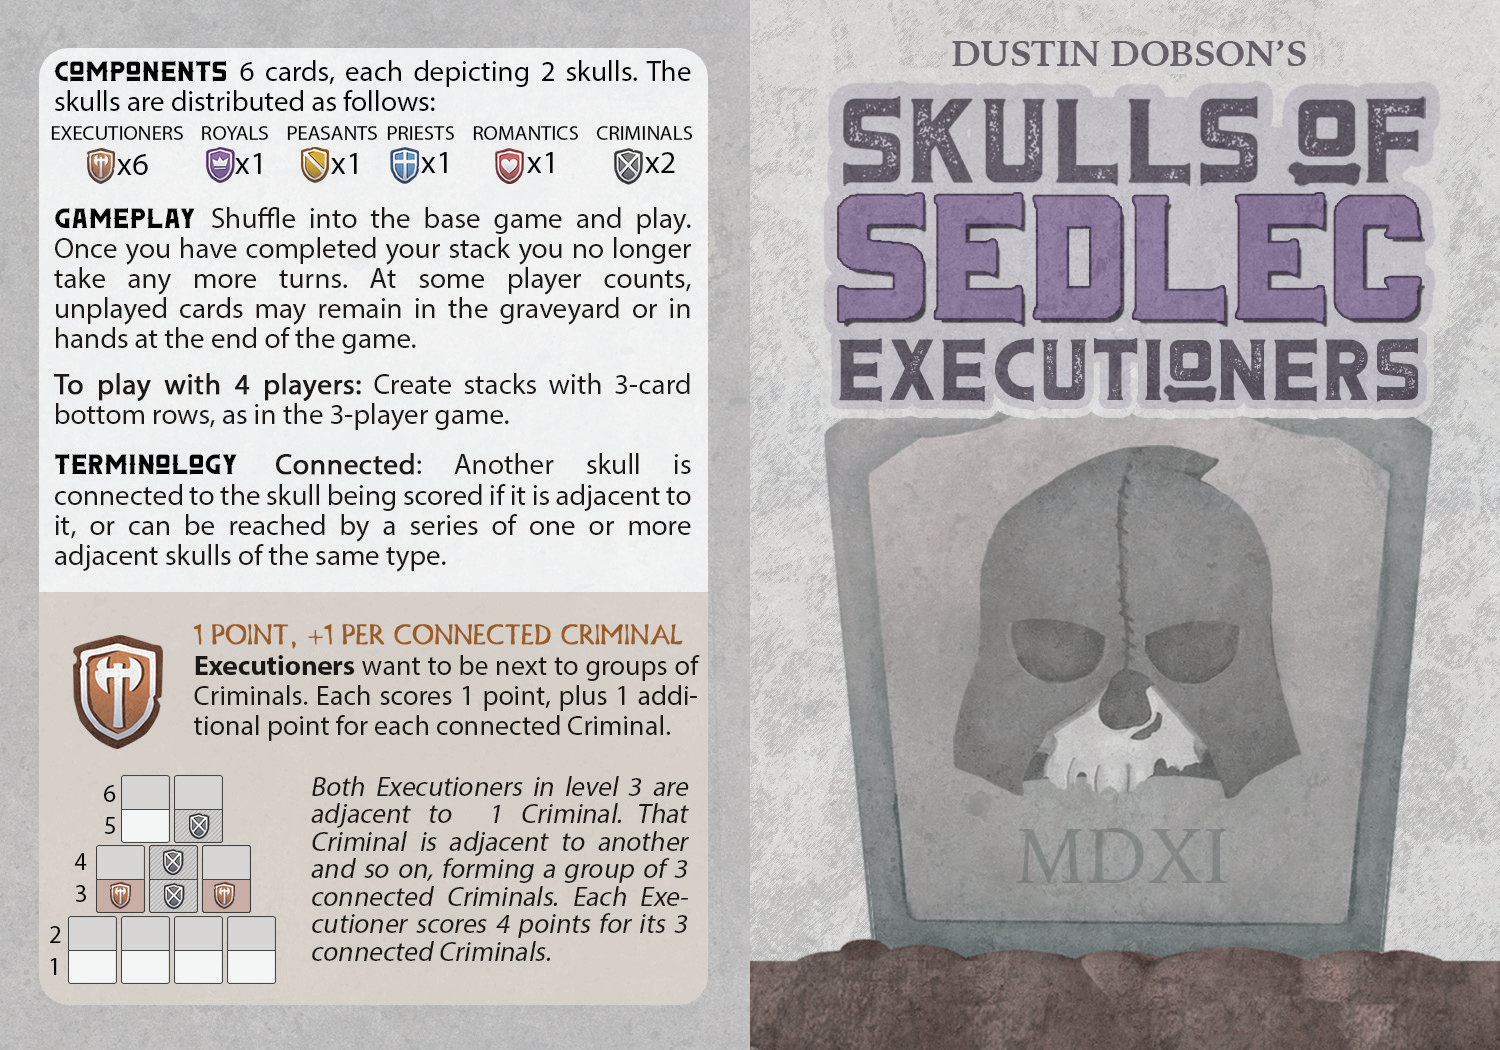 COMPONENTS 6 cards, each depicting 2 skulls. The
skulls are distributed as follows:
EXECUTIONERS ROYALS PEASANTS PRIESTS ROMANTICS CRIMINALS
x6 x1 x1 x1 x1 x2
GAMEPLAY Shuffle into the base game and play.
Once you have completed your stack you no longer
take any more turns. At some player counts,
unplayed cards may remain in the graveyard or in
hands at the end of the game.
To play with 4 players: Create stacks with 3-card
bottom rows, as in the 3-player game.
TERMINOLOGY Connected: Another skull is
connected to the skull being scored if it is adjacent to
it, or can be reached by a series of one or more
adjacent skulls of the same type.
1 POINT, +1 PER CONNECTED CRIMINAL
Executioners want to be next to groups of
Criminals. Each scores 1 point, plus 1 addi-
tional point for each connected Criminal.
6
5
4
3
2
1
Both Executioners in level 3 are
adjacent to 1 Criminal. That
Criminal is adjacent to another
and so on, forming a group of 3
connected Criminals. Each Exe-
cutioner scores 4 points for its 3
connected Criminals.
DUSTIN DOBSON'S
SKULLS OF
SEDLEC
EXECUTIONERS
MDXI